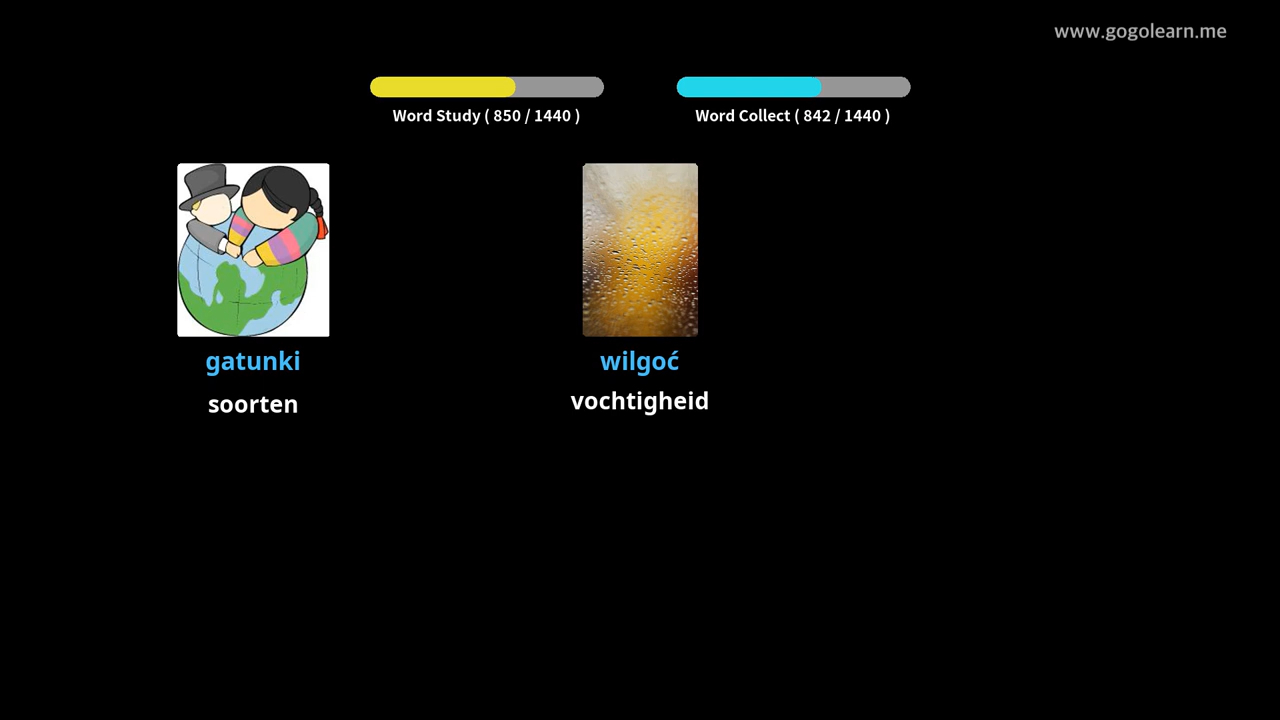 www.gogolearn.me
Word Study ( 850 / 1440 )
Word Collect ( 842 / 1440 )
gatunki
soorten
wilgoć
vochtigheid